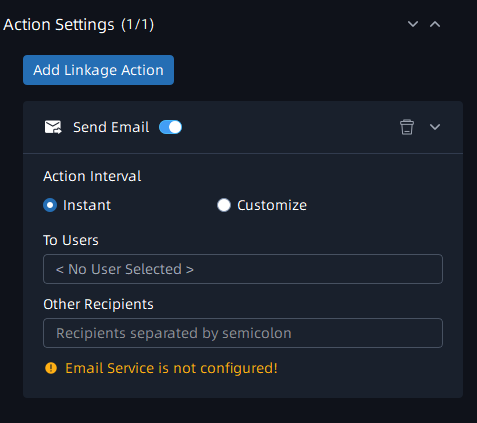 Action Settings (1/1)
Add Linkage Action
Send Email
Action Interval
Instant Customize
To Users
< No User Selected >
Other Recipients
Recipients separated by semicolon
Email Service is not configured!